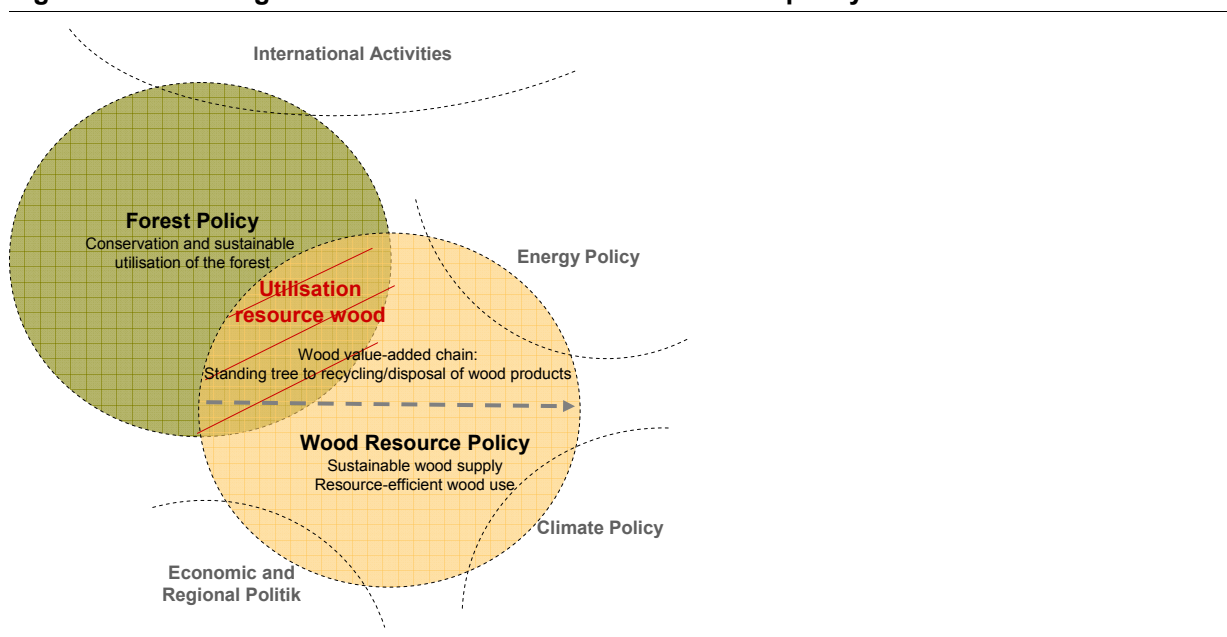 International Activities
Forest Policy
Conservation and sustainable
utilisation of the forest
Energy Policy
Utilisation
resource wood
Wood value-added chain:
Standing tree to recycling/disposal of wood products
Wood Resource Policy
Sustainable wood supply
Resource-efficient wood use
Climate Policy
Economic and
Regional Politik